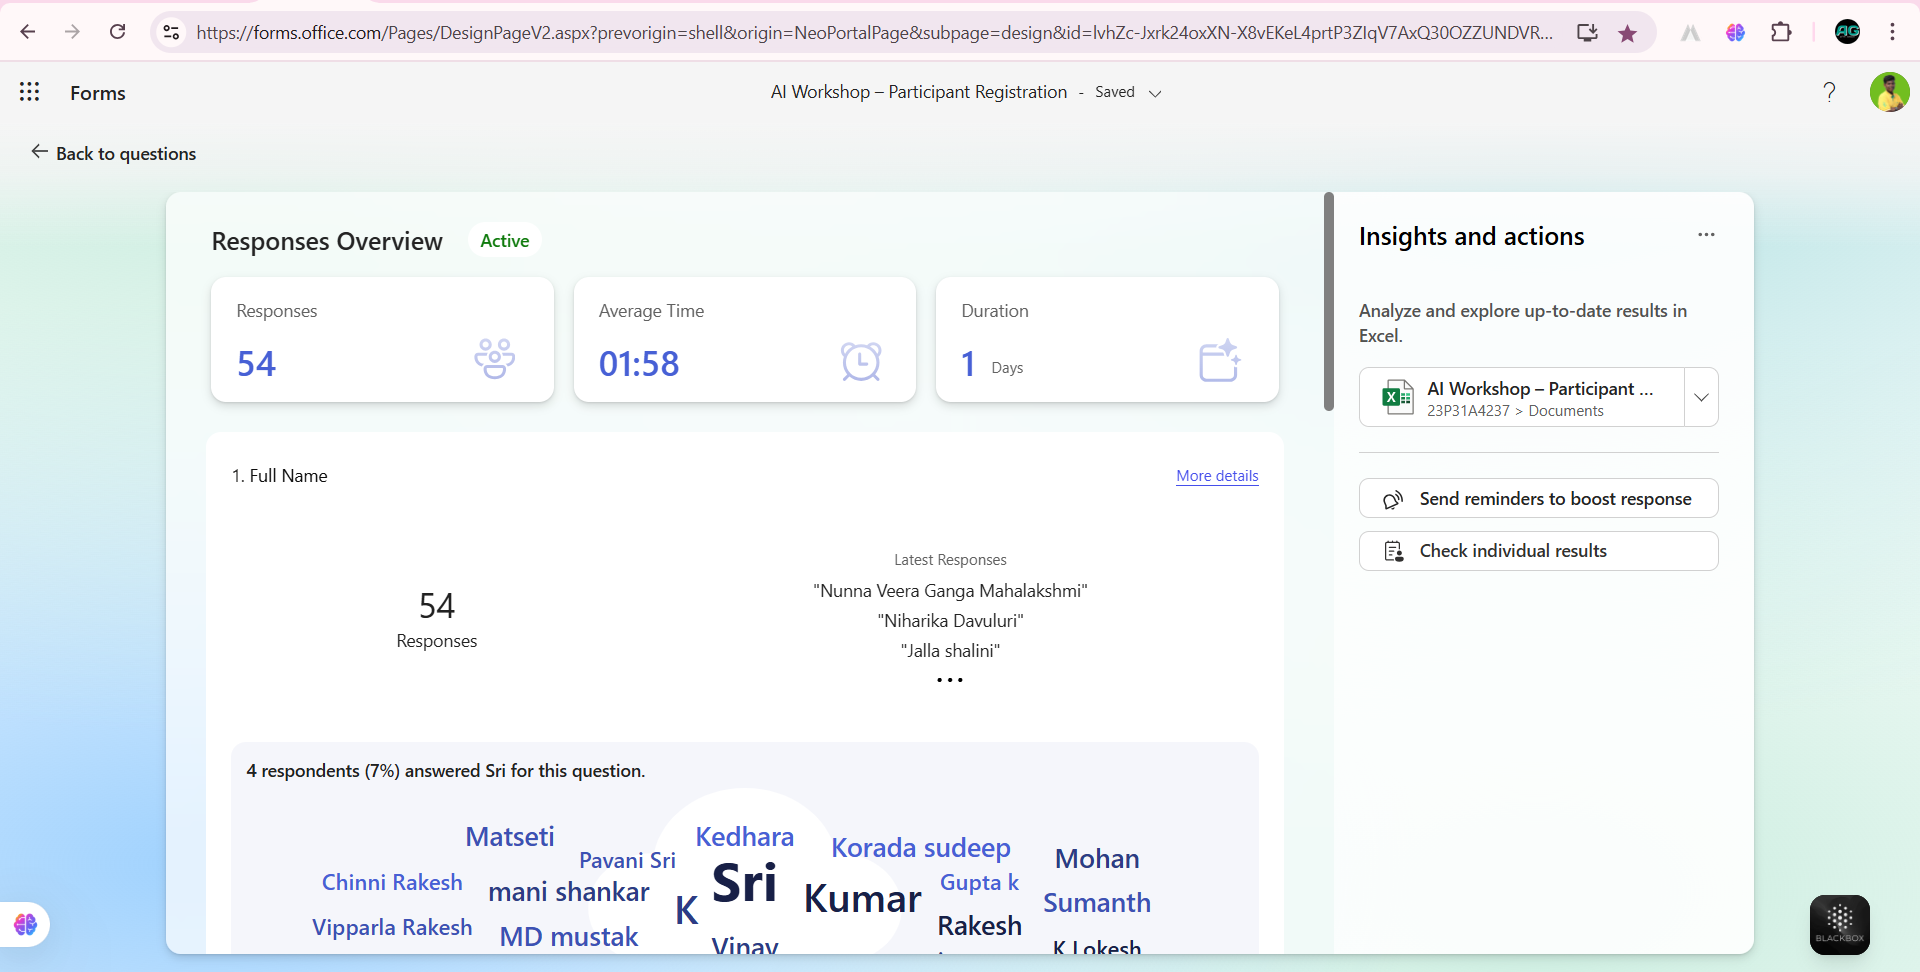 https://forms.office.com/Pages/DesignPageV2.aspx?prevorigin=shell&origin=NeoPortalPage&subpage=design&id=lvhZc-Jxrk24oxXN-X8vEKeL4prtP3ZIqV7AxQ30OZZUNDVR...
AG
Forms
AI Workshop – Participant Registration - Saved
?
Back to questions
Responses Overview
Active
Responses
54
Average Time
01:58
Duration
1 Days
Insights and actions
Analyze and explore up-to-date results in
Excel.
X
AI Workshop – Participant ...
23P31A4237 > Documents
Send reminders to boost response
Check individual results
1. Full Name
More details
54
Responses
Latest Responses
"Nunna Veera Ganga Mahalakshmi"
"Niharika Davuluri"
"Jalla shalini"
...
4 respondents (7%) answered Sri for this question.
Matseti
Kedhara
Korada sudeep
Mohan
Pavani Sri
Chinni Rakesh
mani shankar
Sri
Kumar
Gupta k
Sumanth
K
Vipparla Rakesh
MD mustak
Rakesh
Vinay
K Lokesh
BLACKBOX